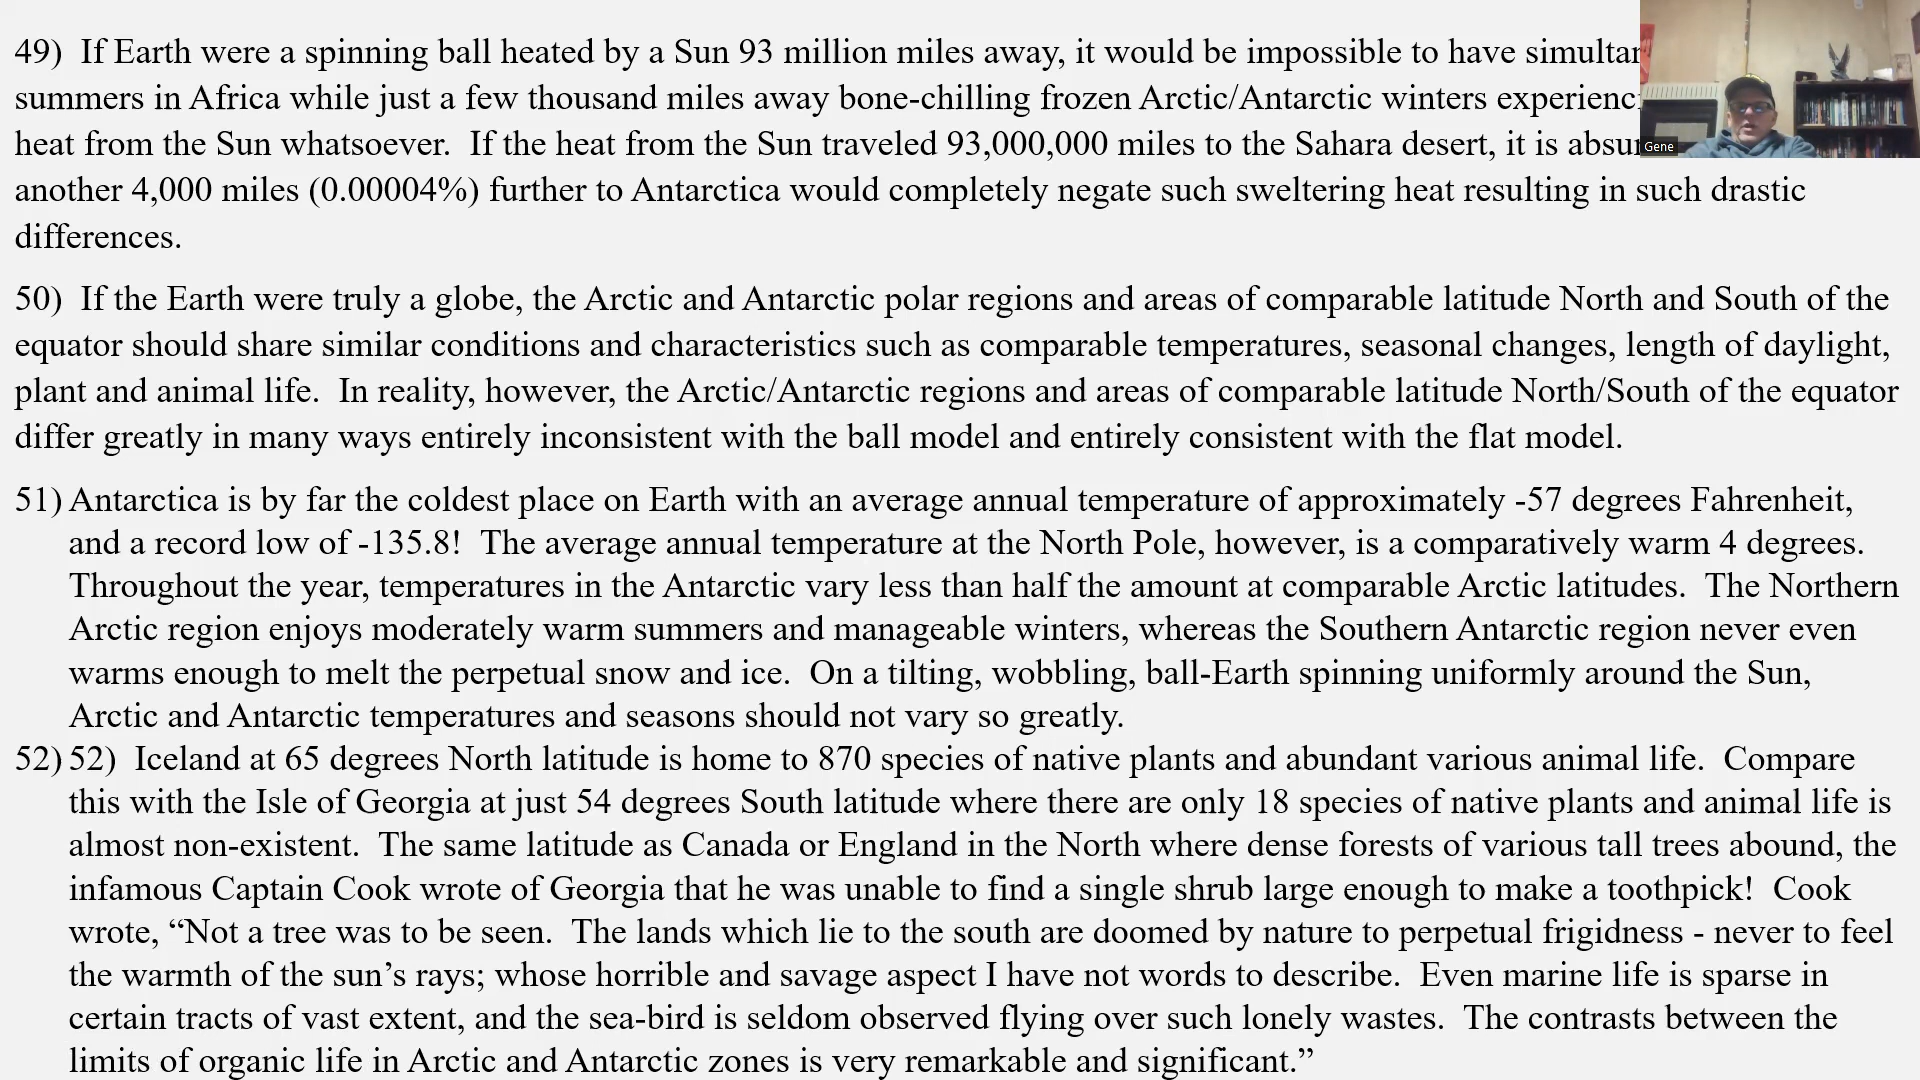 49)  If Earth were a spinning ball heated by a Sun 93 million miles away, it would be impossible to have
summers in Africa while just a few thousand miles away bone-chilling frozen Arctic/Antarctic winters
heat from the Sun whatsoever.  If the heat from the Sun traveled 93,000,000 miles to the Sahara desert, it is
another 4,000 miles (0.00004%) further to Antarctica would completely negate such sweltering heat resulting in such drastic
differences.
Gene
50)  If the Earth were truly a globe, the Arctic and Antarctic polar regions and areas of comparable latitude North and South of the
equator should share similar conditions and characteristics such as comparable temperatures, seasonal changes, length of daylight,
plant and animal life.  In reality, however, the Arctic/Antarctic regions and areas of comparable latitude North/South of the equator
differ greatly in many ways entirely inconsistent with the ball model and entirely consistent with the flat model.
51) Antarctica is by far the coldest place on Earth with an average annual temperature of approximately -57 degrees Fahrenheit,
and a record low of -135.8!  The average annual temperature at the North Pole, however, is a comparatively warm 4 degrees.
Throughout the year, temperatures in the Antarctic vary less than half the amount at comparable Arctic latitudes.  The Northern
Arctic region enjoys moderately warm summers and manageable winters, whereas the Southern Antarctic region never even
warms enough to melt the perpetual snow and ice.  On a tilting, wobbling, ball-Earth spinning uniformly around the Sun,
Arctic and Antarctic temperatures and seasons should not vary so greatly.
52) 52)  Iceland at 65 degrees North latitude is home to 870 species of native plants and abundant various animal life.  Compare
this with the Isle of Georgia at just 54 degrees South latitude where there are only 18 species of native plants and animal life is
almost non-existent.  The same latitude as Canada or England in the North where dense forests of various tall trees abound, the
infamous Captain Cook wrote of Georgia that he was unable to find a single shrub large enough to make a toothpick!  Cook
wrote, “Not a tree was to be seen.  The lands which lie to the south are doomed by nature to perpetual frigidness - never to feel
the warmth of the sun’s rays; whose horrible and savage aspect I have not words to describe.  Even marine life is sparse in
certain tracts of vast extent, and the sea-bird is seldom observed flying over such lonely wastes.  The contrasts between the
limits of organic life in Arctic and Antarctic zones is very remarkable and significant.”